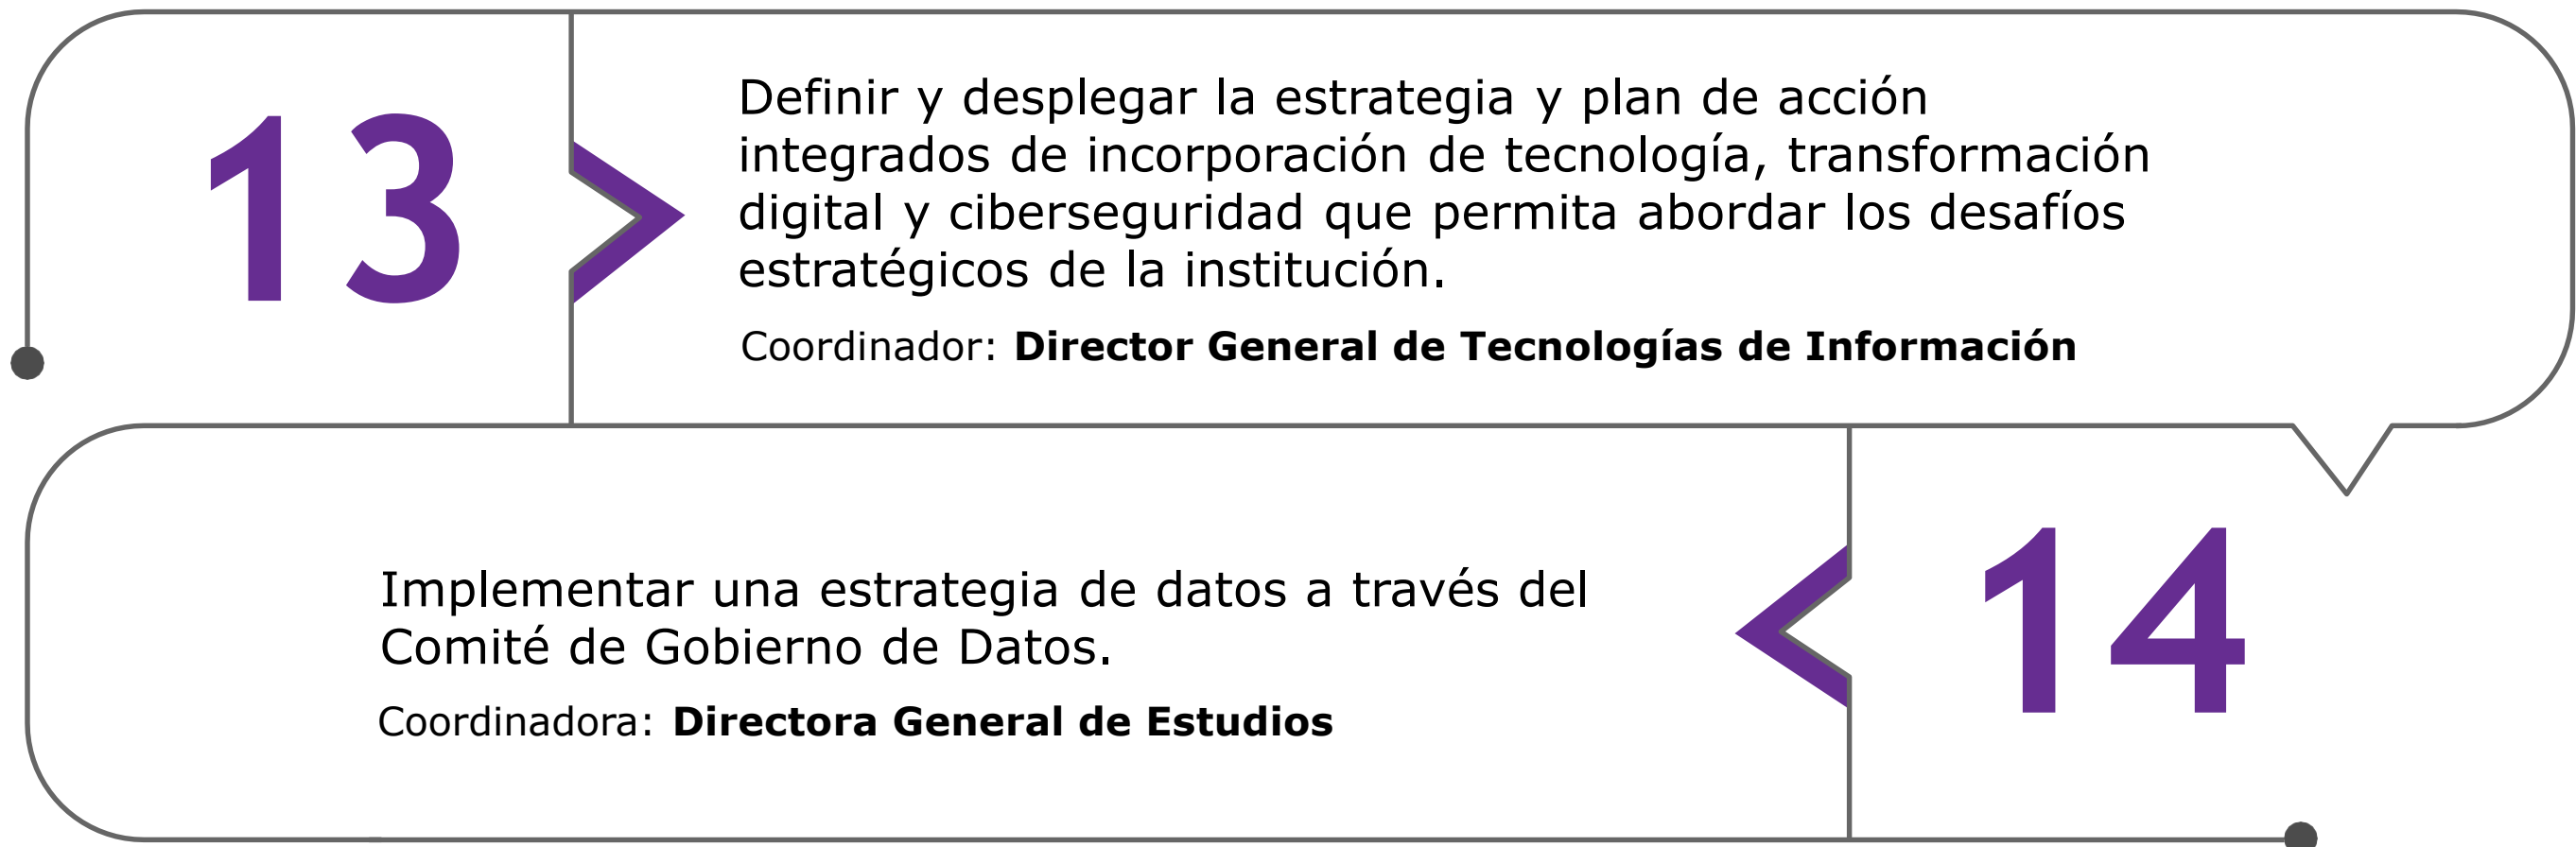 13
Definir y desplegar la estrategia y plan de acción
integrados de incorporación de tecnología, transformación
digital y ciberseguridad que permita abordar los desafíos
estratégicos de la institución.
Coordinador: Director General de Tecnologías de Información
14
Implementar una estrategia de datos a través del
Comité de Gobierno de Datos.
Coordinadora: Directora General de Estudios